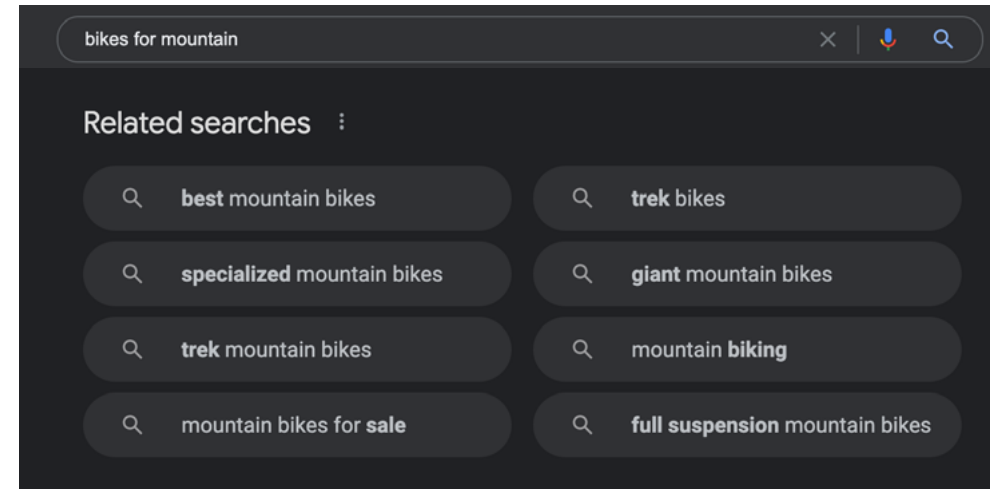 bikes for mountain
Related searches
best mountain bikes
trek bikes
specialized mountain bikes
giant mountain bikes
trek mountain bikes
mountain biking
mountain bikes for sale
full suspension mountain bikes